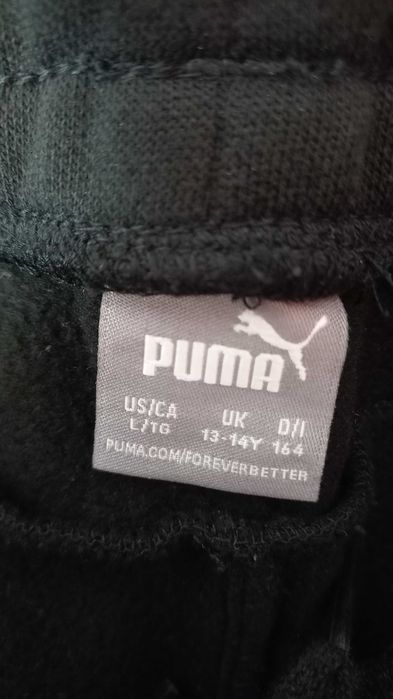 PUMA
US/CA UK D/I
L/TG 13-14Y 164
PUMA.COM/FOREVERBETTER